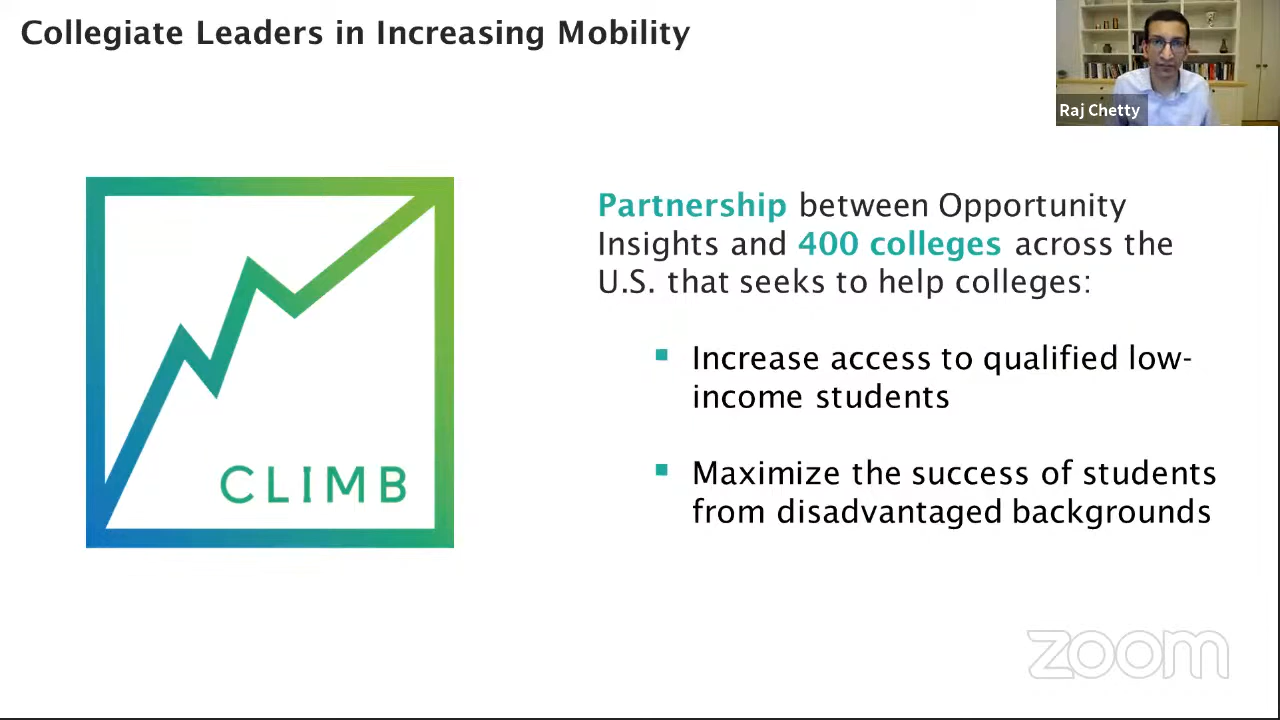 Collegiate Leaders in Increasing Mobility
Raj Chetty
Partnership between Opportunity
Insights and 400 colleges across the
U.S. that seeks to help colleges:
▪ Increase access to qualified low-
income students
▪ Maximize the success of students
from disadvantaged backgrounds
CLIMB
zoom